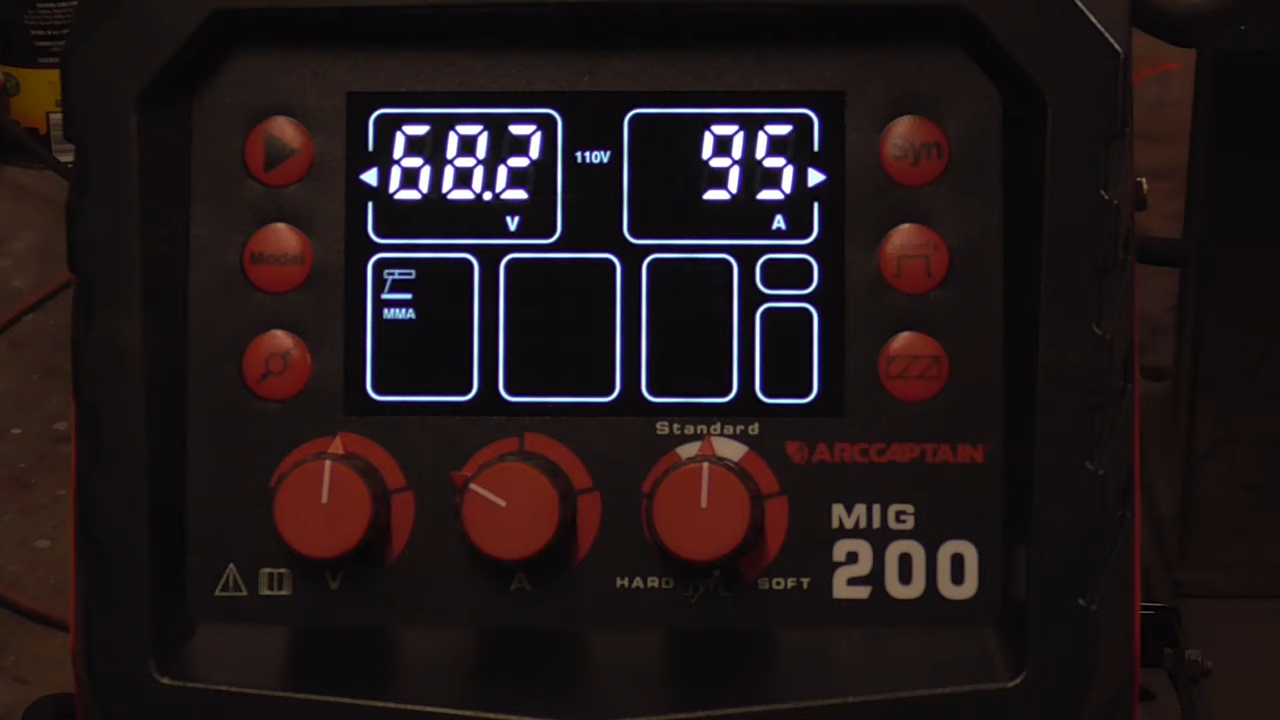 68.2
V
110V
95
A
MMA
Syn
Model
Standard
ARCCAPTAIN
MIG
200
V
A
HARD
SOFT